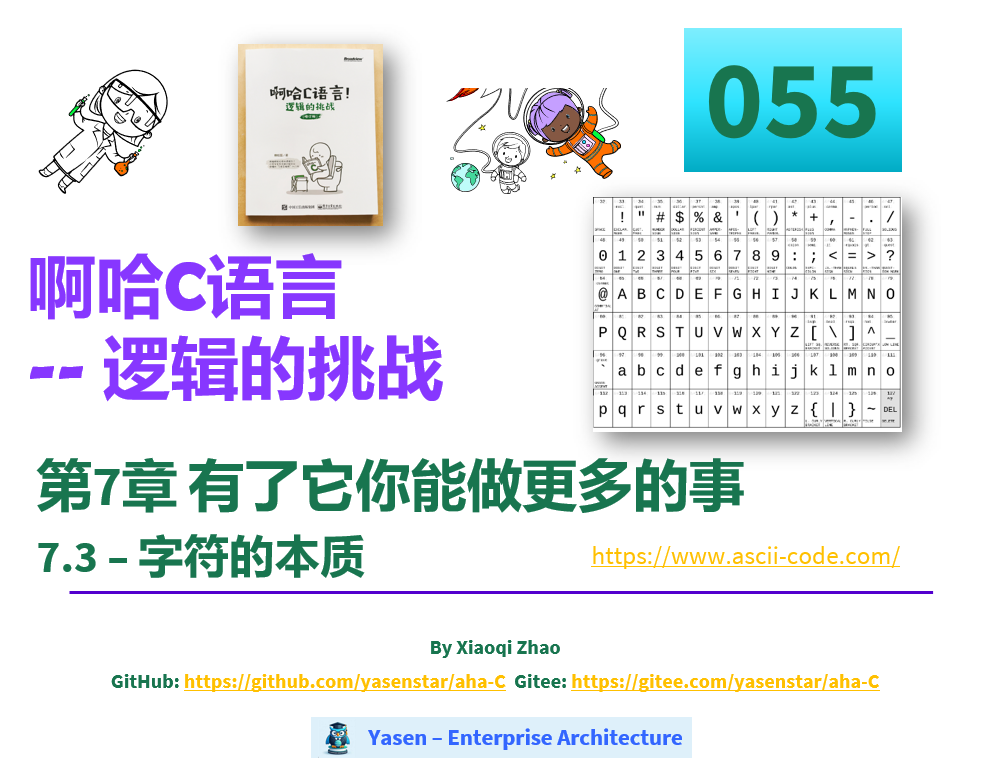 055
啊哈C语言!
逻辑的挑战
! " # $ % & ' ( ) * + , - . /
0 1 2 3 4 5 6 7 8 9 : ; < = > ?
@ A B C D E F G H I J K L M N O
P Q R S T U V W X Y Z [ \ ] ^ _
` a b c d e f g h i j k l m n o
p q r s t u v w x y z { | } ~ DEL
啊哈C语言
-- 逻辑的挑战
第7章 有了它你能做更多的事
7.3 – 字符的本质
https://www.ascii-code.com/
By Xiaoqi Zhao
GitHub: https://github.com/yasenstar/aha-C Gitee: https://gitee.com/yasenstar/aha-C
Yasen – Enterprise Architecture